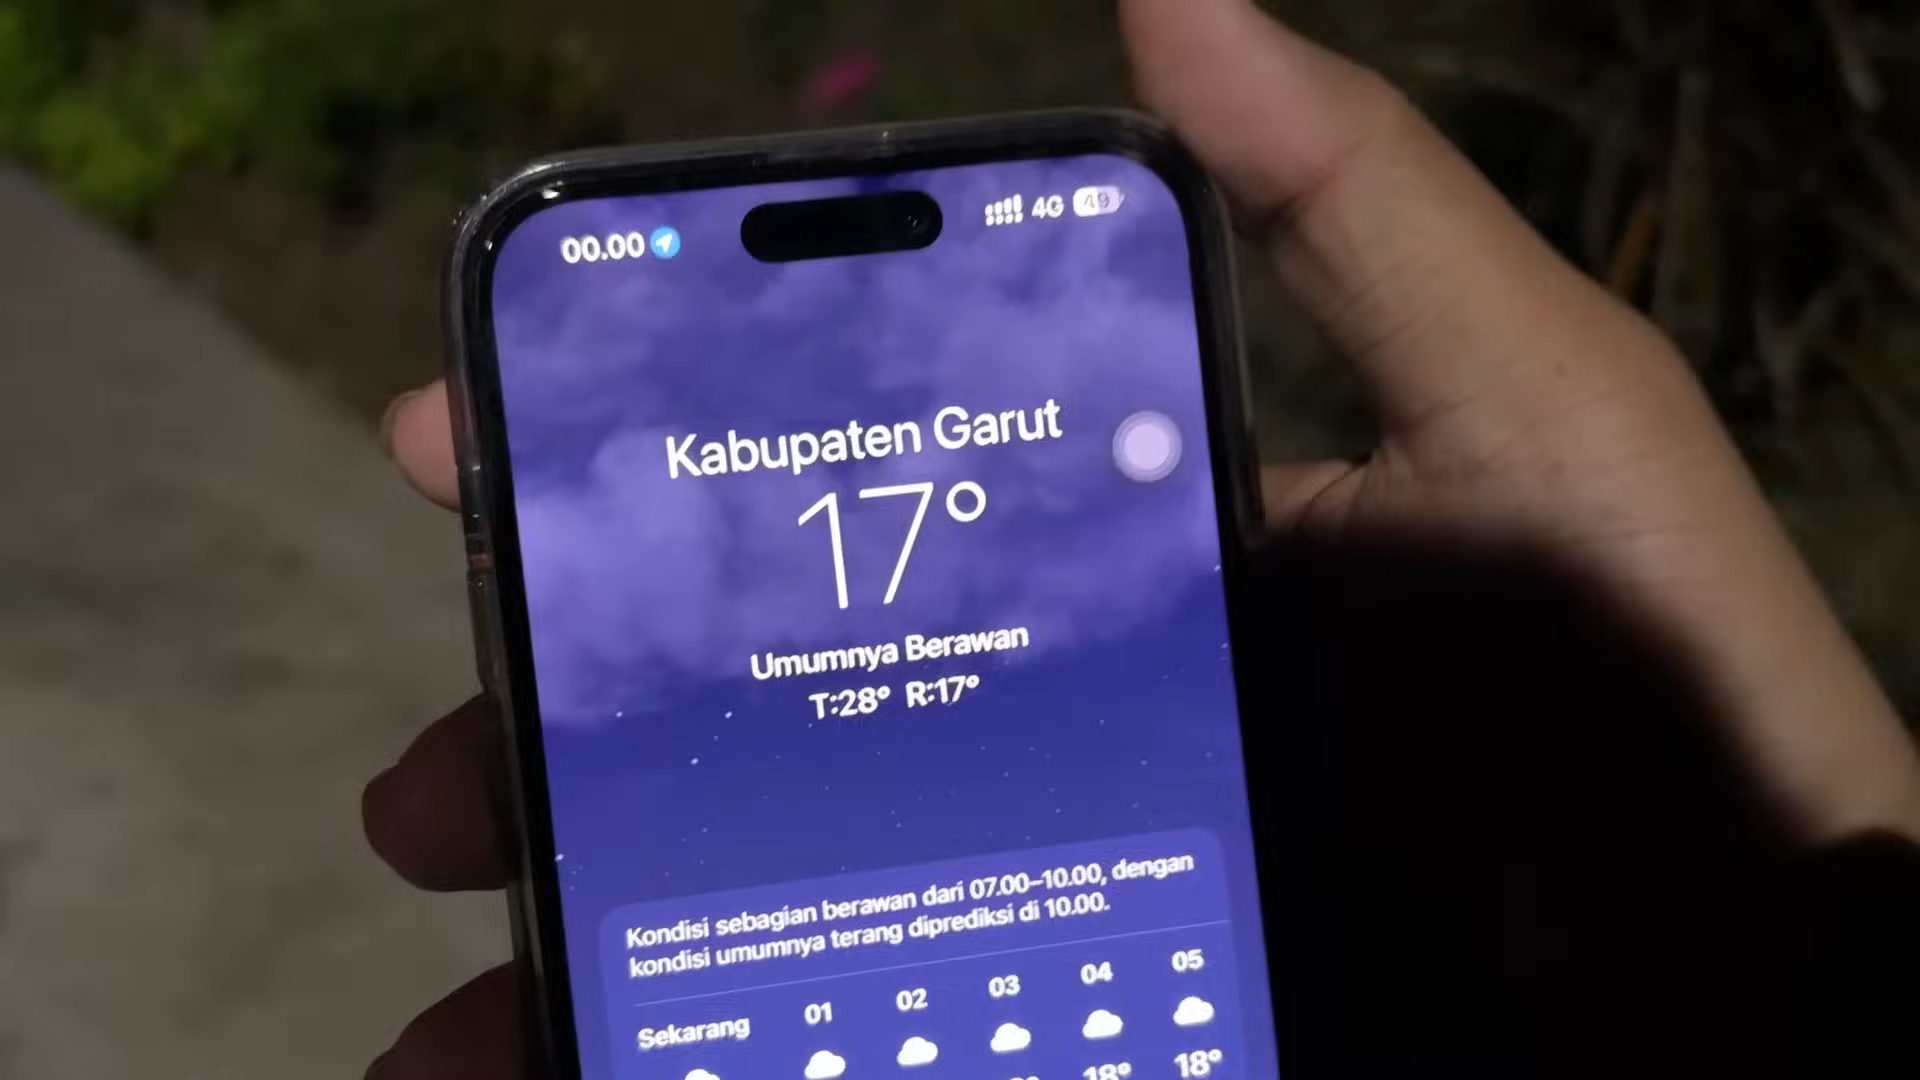 00.00 4G 49
Kabupaten Garut
17°
Umumnya Berawan
T:28° R:17°
Kondisi sebagian berawan dari 07.00–10.00, dengan
kondisi umumnya terang diprediksi di 10.00.
Sekarang 01 02 03 04 05
18° 18°